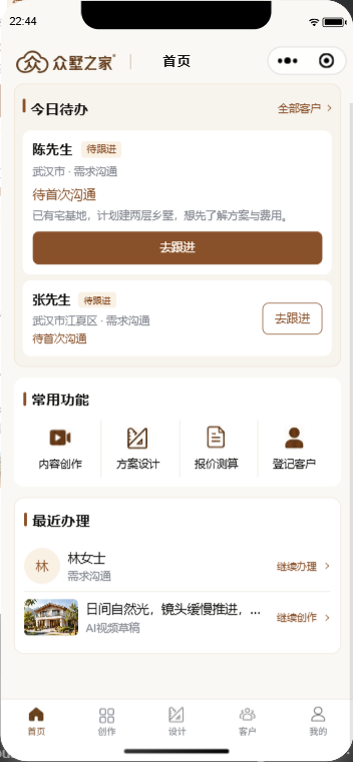 22:44
众墅之家
首页
今日待办
全部客户 >
陈先生 待跟进
武汉市 · 需求沟通
待首次沟通
已有宅基地，计划建两层乡墅，想先了解方案与费用。
去跟进
张先生 待跟进
武汉市江夏区 · 需求沟通
待首次沟通
去跟进
常用功能
内容创作 方案设计 报价测算 登记客户
最近办理
林 林女士
需求沟通
继续办理 >
日间自然光，镜头缓慢推进，...
AI视频草稿
继续创作 >
首页 创作 设计 客户 我的